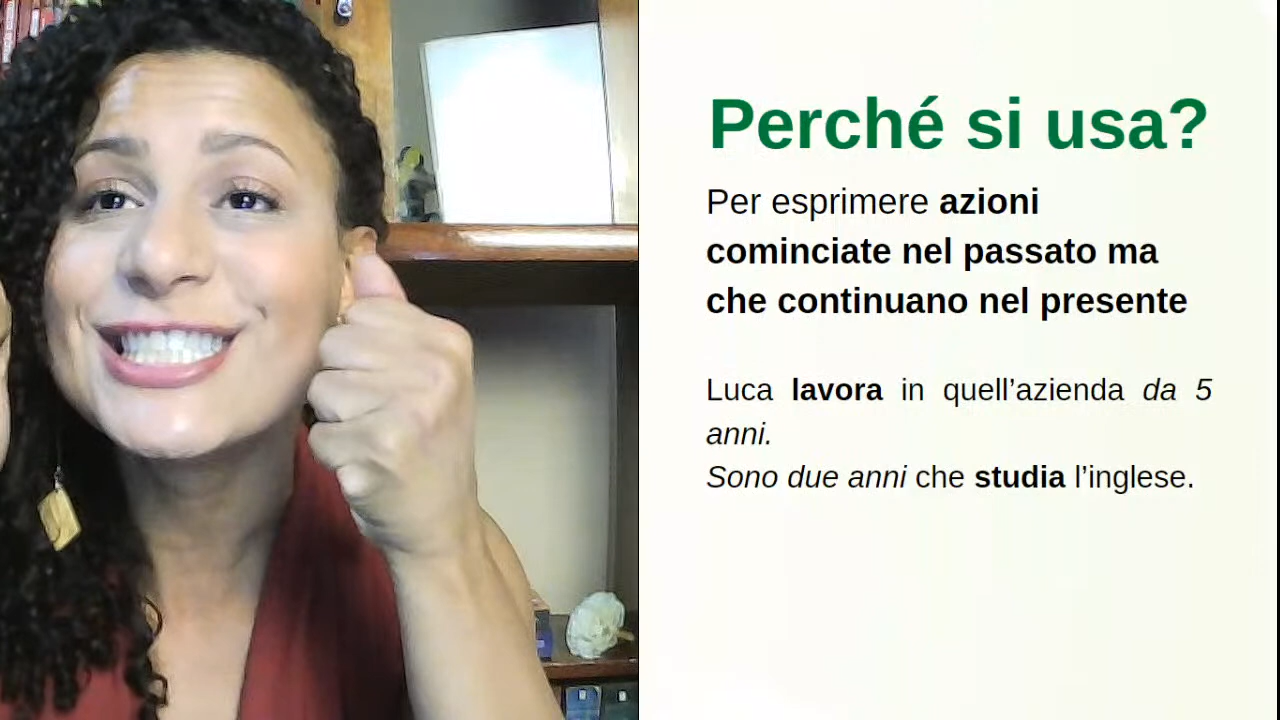 Perché si usa?
Per esprimere azioni
cominciate nel passato ma
che continuano nel presente
Luca lavora in quell’azienda da 5
anni.
Sono due anni che studia l’inglese.